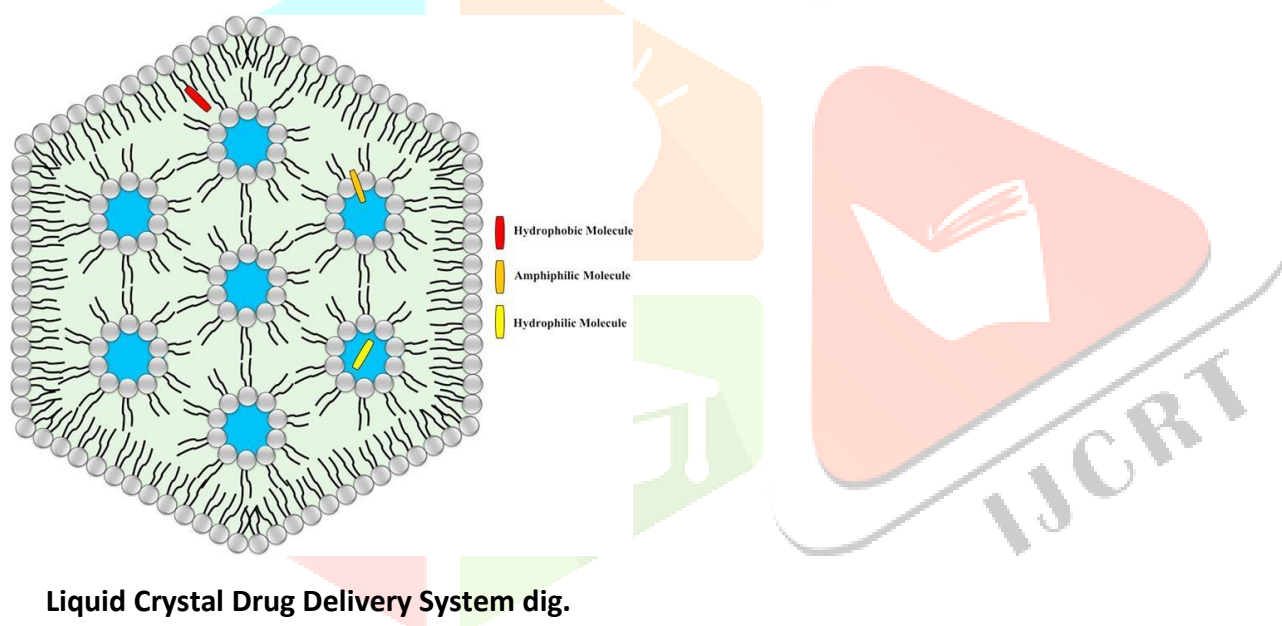 Hydrophobic Molecule
Amphiphilic Molecule
Hydrophilic Molecule
IJCRT
Liquid Crystal Drug Delivery System dig.